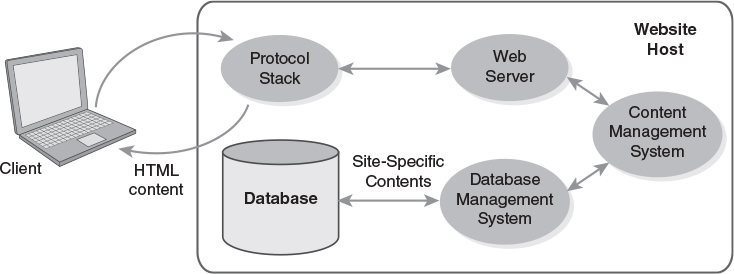 Website
Host
Protocol
Stack
Web
Server
Content
Management
System
Client
HTML
content
Database
Site-Specific
Contents
Database
Management
System